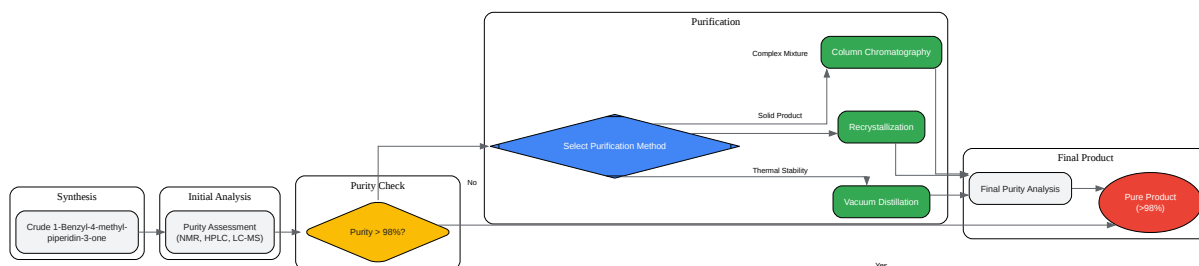 Purification
Complex Mixture
Column Chromatography
Solid Product
Recrystallization
Select Purification Method
Thermal Stability
Vacuum Distillation
No
Synthesis
Crude 1-Benzyl-4-methyl-
piperidin-3-one
Initial Analysis
Purity Assessment
(NMR, HPLC, LC-MS)
Purity Check
Purity > 98%?
Final Product
Final Purity Analysis
Pure Product
(>98%)
Yes